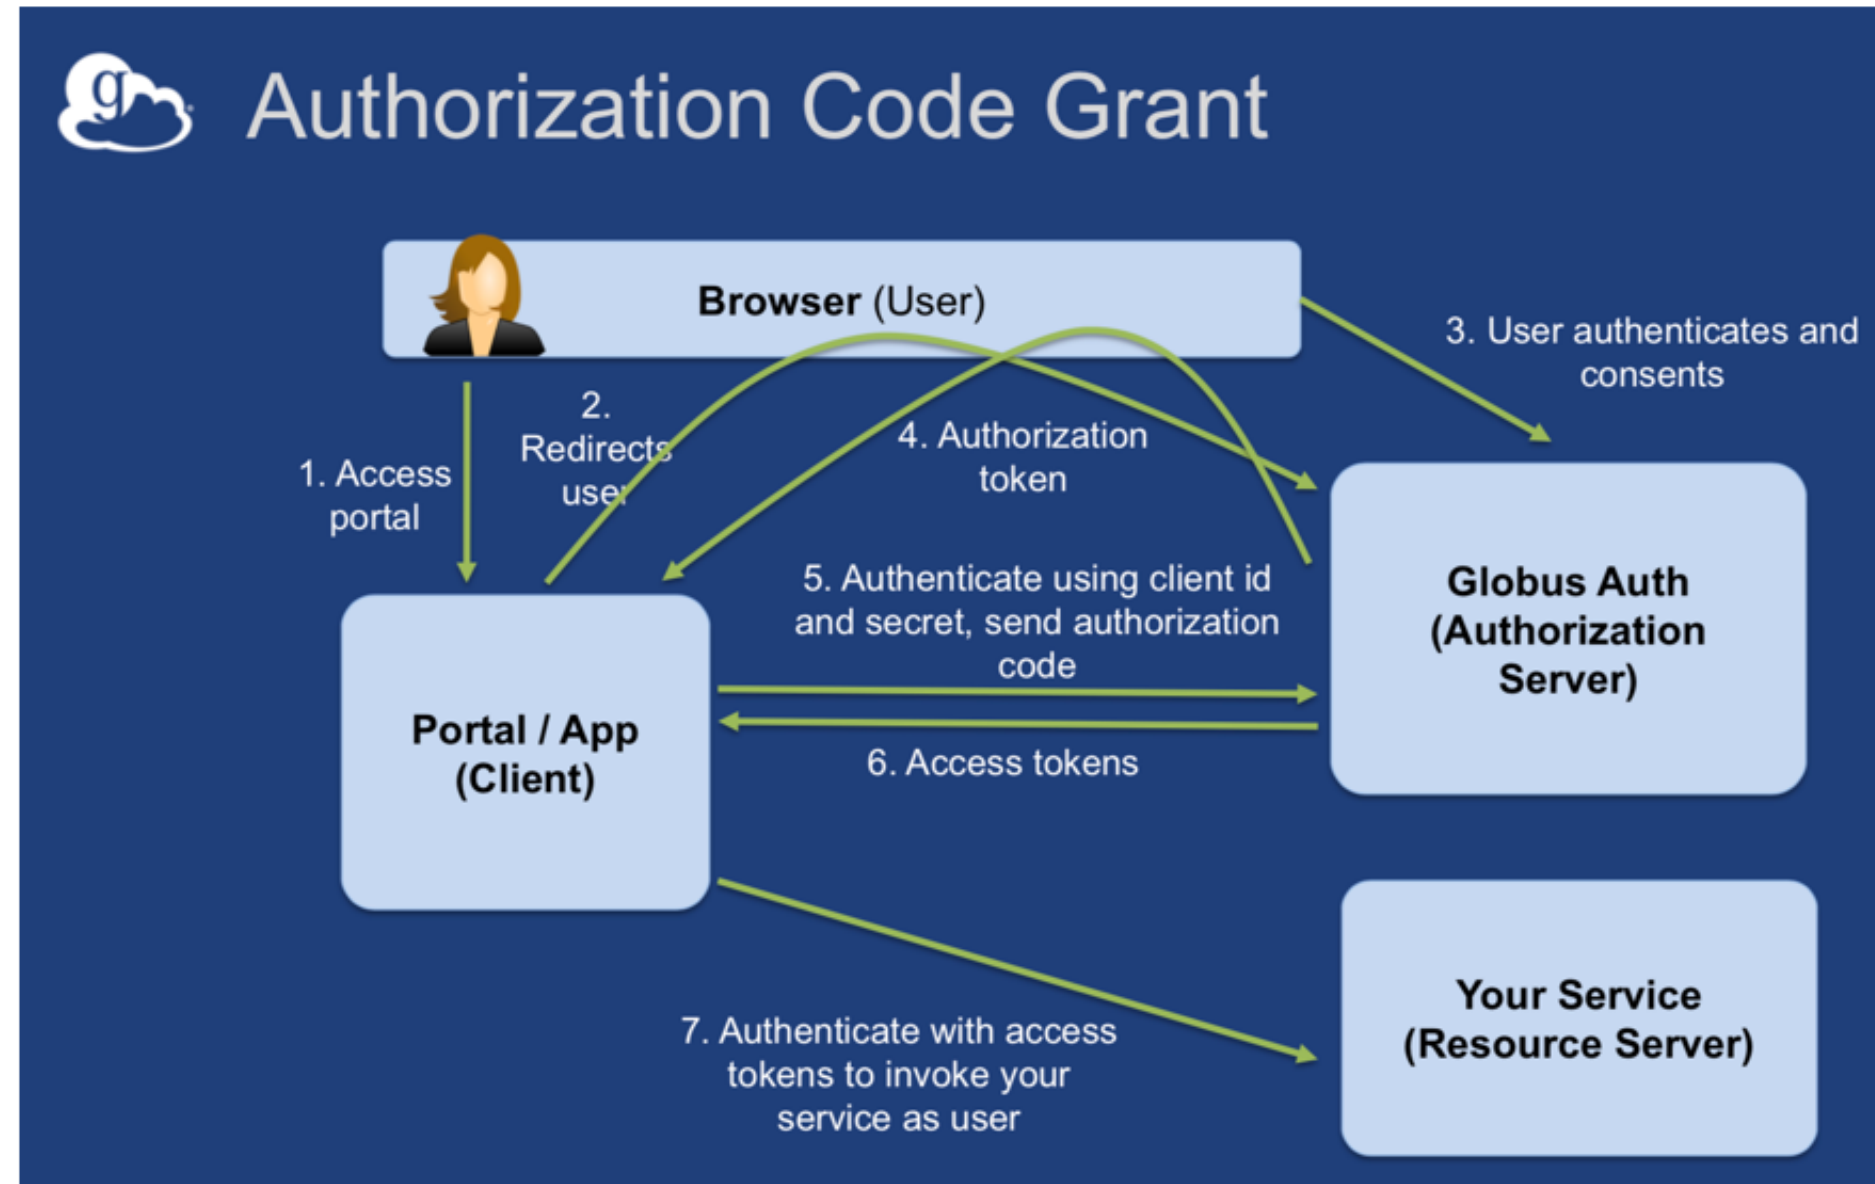 g
Authorization Code Grant
Browser (User)
3. User authenticates and
consents
2.
Redirects
user
4. Authorization
token
1. Access
portal
5. Authenticate using client id
and secret, send authorization
code
Globus Auth
(Authorization
Server)
Portal / App
(Client)
6. Access tokens
7. Authenticate with access
tokens to invoke your
service as user
Your Service
(Resource Server)